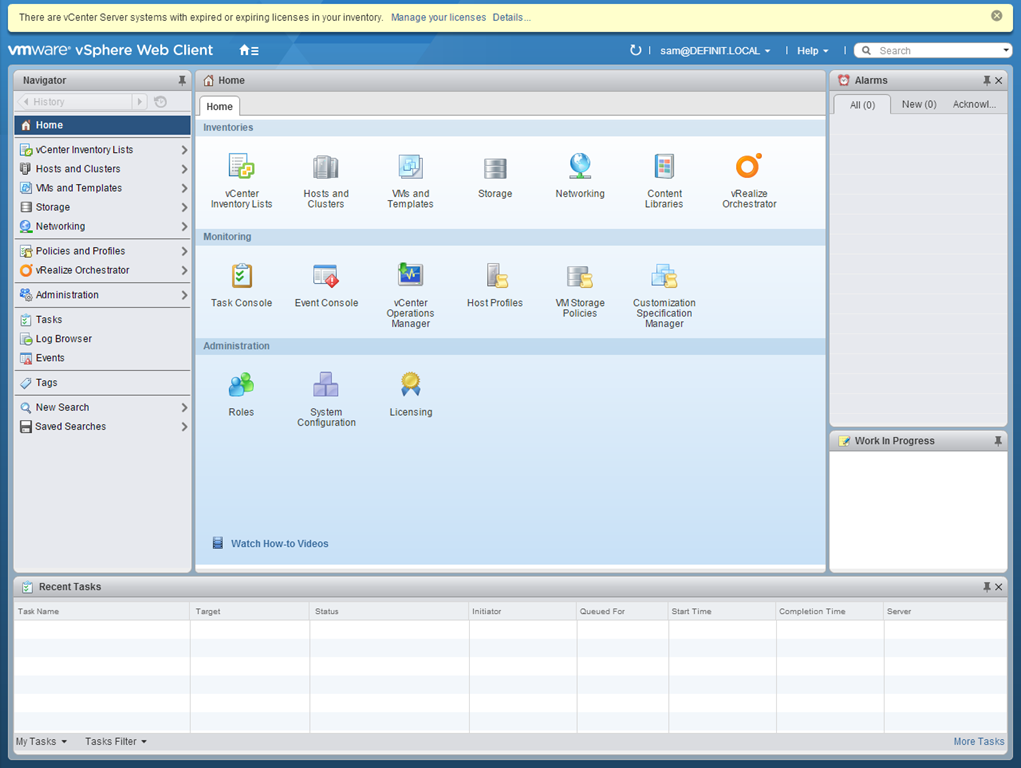 There are vCenter Server systems with expired or expiring licenses in your inventory. Manage your licenses Details...
vmware® vSphere Web Client
sam@DEFINIT.LOCAL
Help
Search
Navigator
History
Home
vCenter Inventory Lists
Hosts and Clusters
VMs and Templates
Storage
Networking
Policies and Profiles
vRealize Orchestrator
Administration
Tasks
Log Browser
Events
Tags
New Search
Saved Searches
Home
Home
Inventories
vCenter
Inventory Lists
Hosts and
Clusters
VMs and
Templates
Storage
Networking
Content
Libraries
vRealize
Orchestrator
Monitoring
Task Console
Event Console
vCenter
Operations
Manager
Host Profiles
VM Storage
Policies
Customization
Specification
Manager
Administration
Roles
System
Configuration
Licensing
Watch How-to Videos
Alarms
All (0) New (0) Acknowl...
Work In Progress
Recent Tasks
Task Name Target Status Initiator Queued For Start Time Completion Time Server
My Tasks Tasks Filter More Tasks